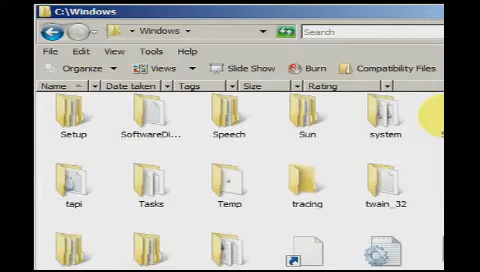 C:\Windows
Windows
Search
File Edit View Tools Help
Organize Views Slide Show Burn Compatibility Files
Name Date taken Tags Size Rating
Setup SoftwareDi... Speech Sun system
tapi Tasks Temp tracing twain_32